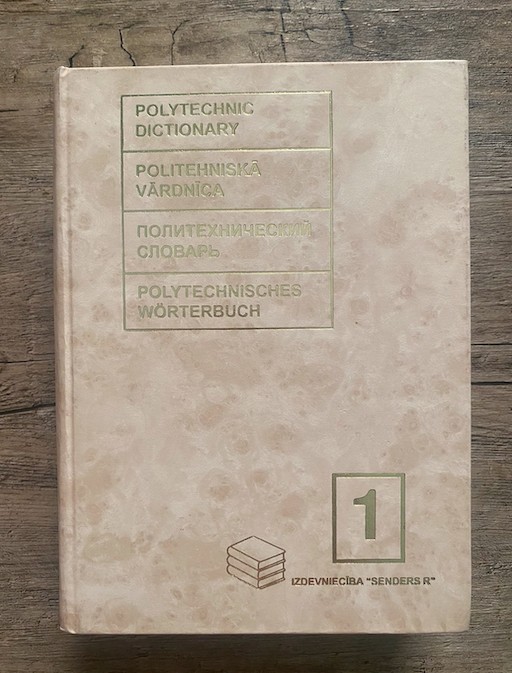 POLYTECHNIC
DICTIONARY
POLITEHNISKĀ
VĀRDNĪCA
ПОЛИТЕХНИЧЕСКИЙ
СЛОВАРЬ
POLYTECHNISCHES
WÖRTERBUCH
1
IZDEVNIECĪBA "SENDERS R"